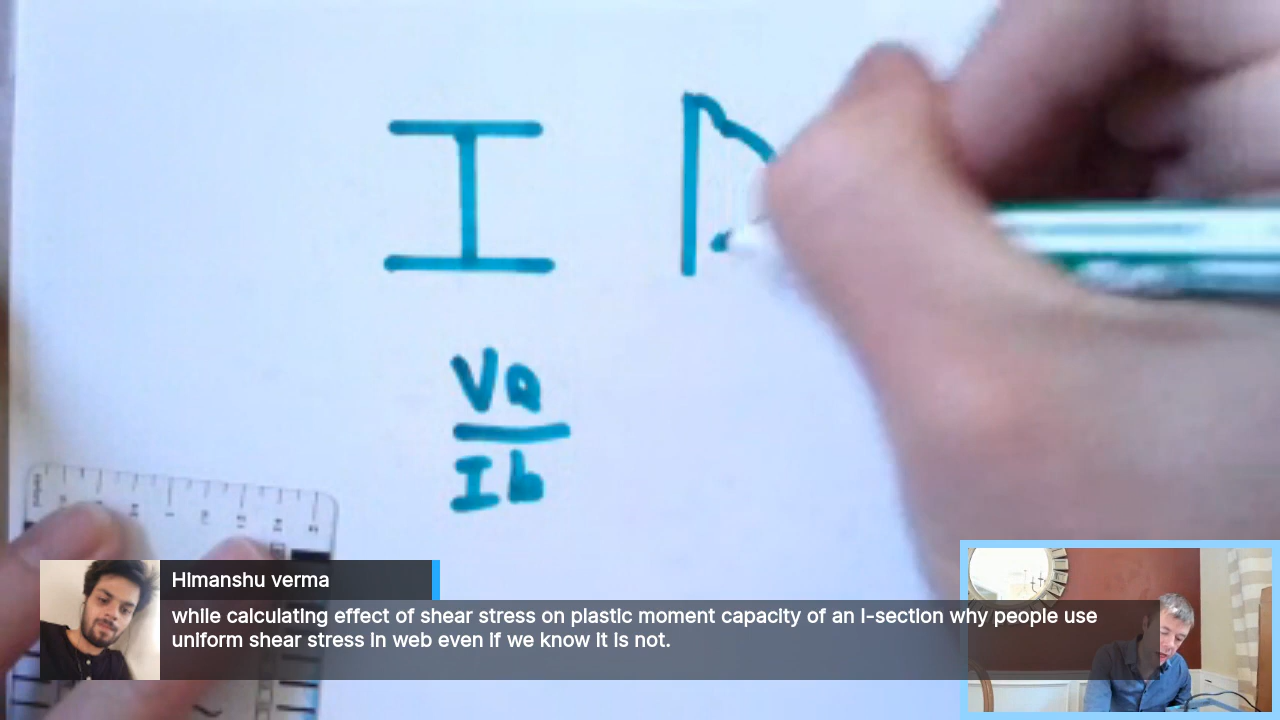 I
VQ
Ib
Himanshu verma
while calculating effect of shear stress on plastic moment capacity of an I-section why people use
uniform shear stress in web even if we know it is not.